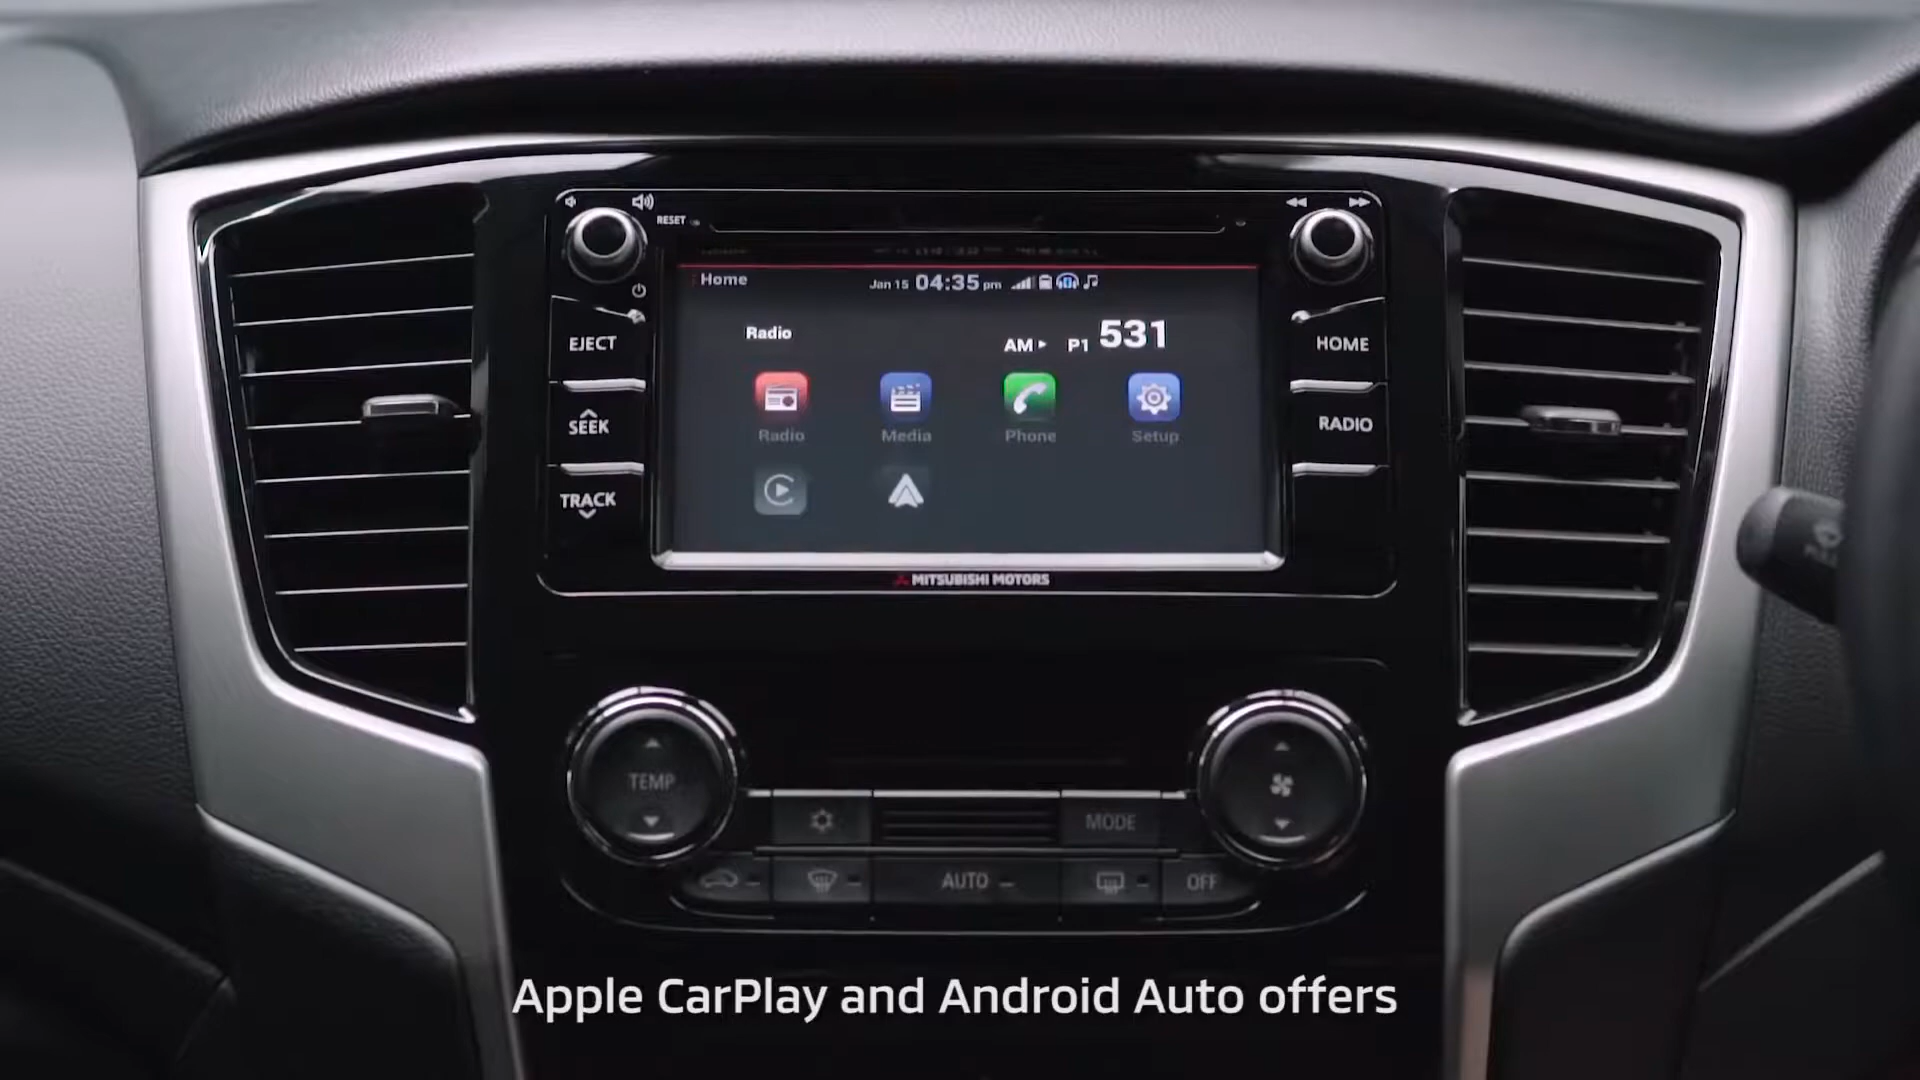 RESET
Home
Jan 15 04:35 pm
Radio
AM P1 531
EJECT
HOME
SEEK
RADIO
Radio Media Phone Setup
TRACK
MITSUBISHI MOTORS
TEMP
MODE
AUTO
OFF
Apple CarPlay and Android Auto offers